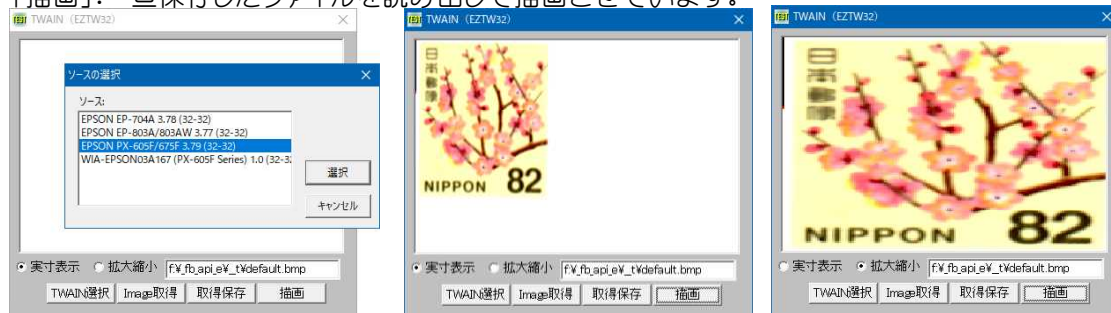 「描画」: 一旦保存したファイルを読み出して描画させています。
TWAIN (EZTW32)
ソースの選択
ソース:
EPSON EP-704A 3.78 (32-32)
EPSON EP-803A/803AW 3.77 (32-32)
EPSON PX-605F/675F 3.79 (32-32)
WIA-EPSON03A167 (PX-605F Series) 1.0 (32-3
選択
キャンセル
実寸表示 拡大縮小 f:¥_fb_api_e¥_t¥default.bmp
TWAIN選択 Image取得 取得保存 描画
TWAIN (EZTW32)
日本郵便
NIPPON 82
実寸表示 拡大縮小 f:¥_fb_api_e¥_t¥default.bmp
TWAIN選択 Image取得 取得保存 描画
TWAIN (EZTW32)
日本郵便
NIPPON 82
実寸表示 拡大縮小 f:¥_fb_api_e¥_t¥default.bmp
TWAIN選択 Image取得 取得保存 描画